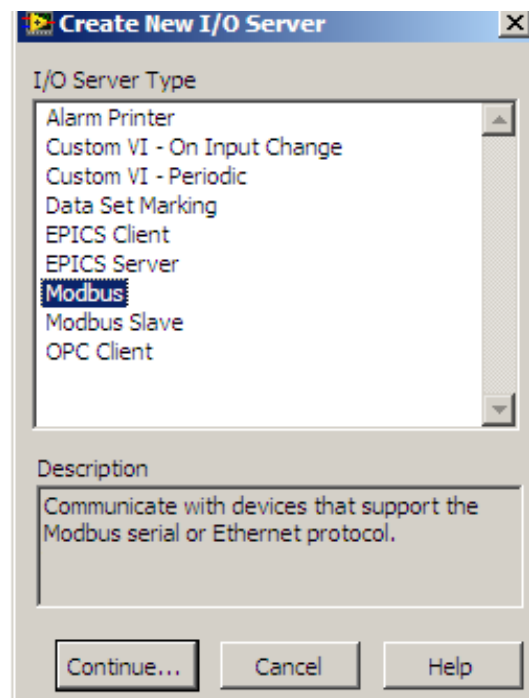 Create New I/O Server
I/O Server Type
Alarm Printer
Custom VI - On Input Change
Custom VI - Periodic
Data Set Marking
EPICS Client
EPICS Server
Modbus
Modbus Slave
OPC Client
Description
Communicate with devices that support the
Modbus serial or Ethernet protocol.
Continue... Cancel Help